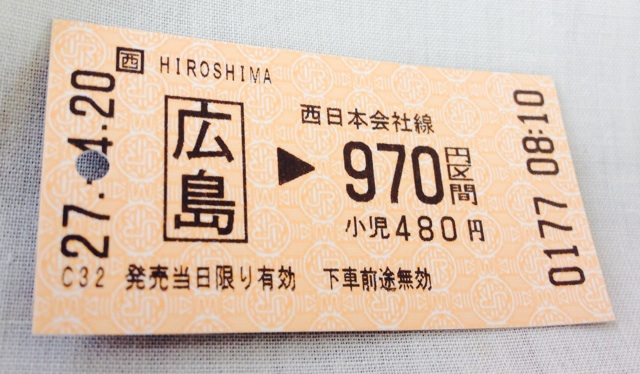 西 HIROSHIMA
27.-4.20
広島
▶
西日本会社線
970円区間
小児480円
C32 発売当日限り有効 下車前途無効
0177 08:10